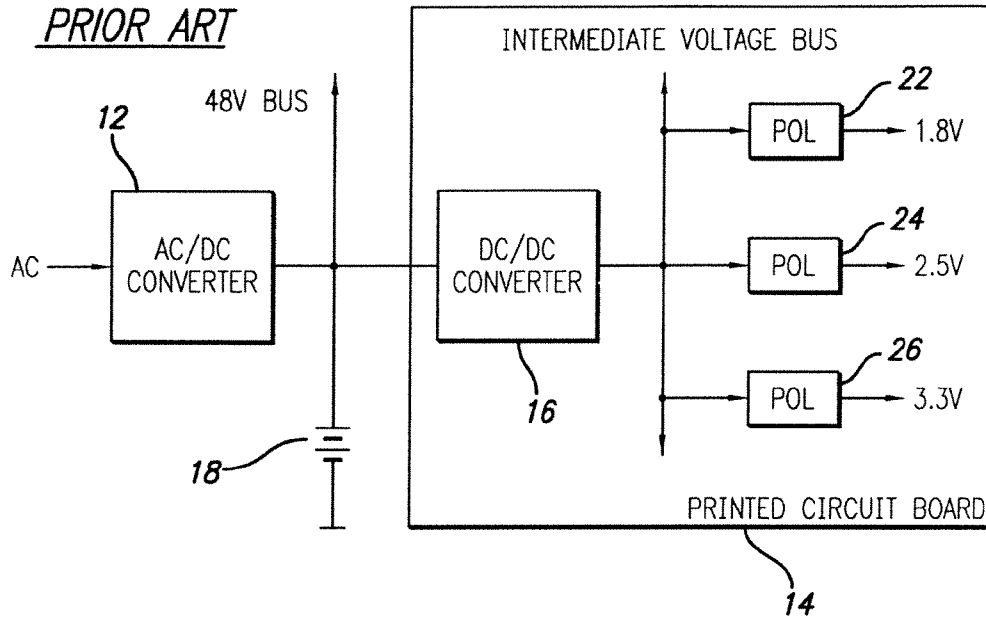 PRIOR ART
INTERMEDIATE VOLTAGE BUS
48V BUS
12
22
POL
1.8V
AC
AC/DC
CONVERTER
DC/DC
CONVERTER
24
POL
2.5V
16
26
POL
3.3V
18
PRINTED CIRCUIT BOARD
14